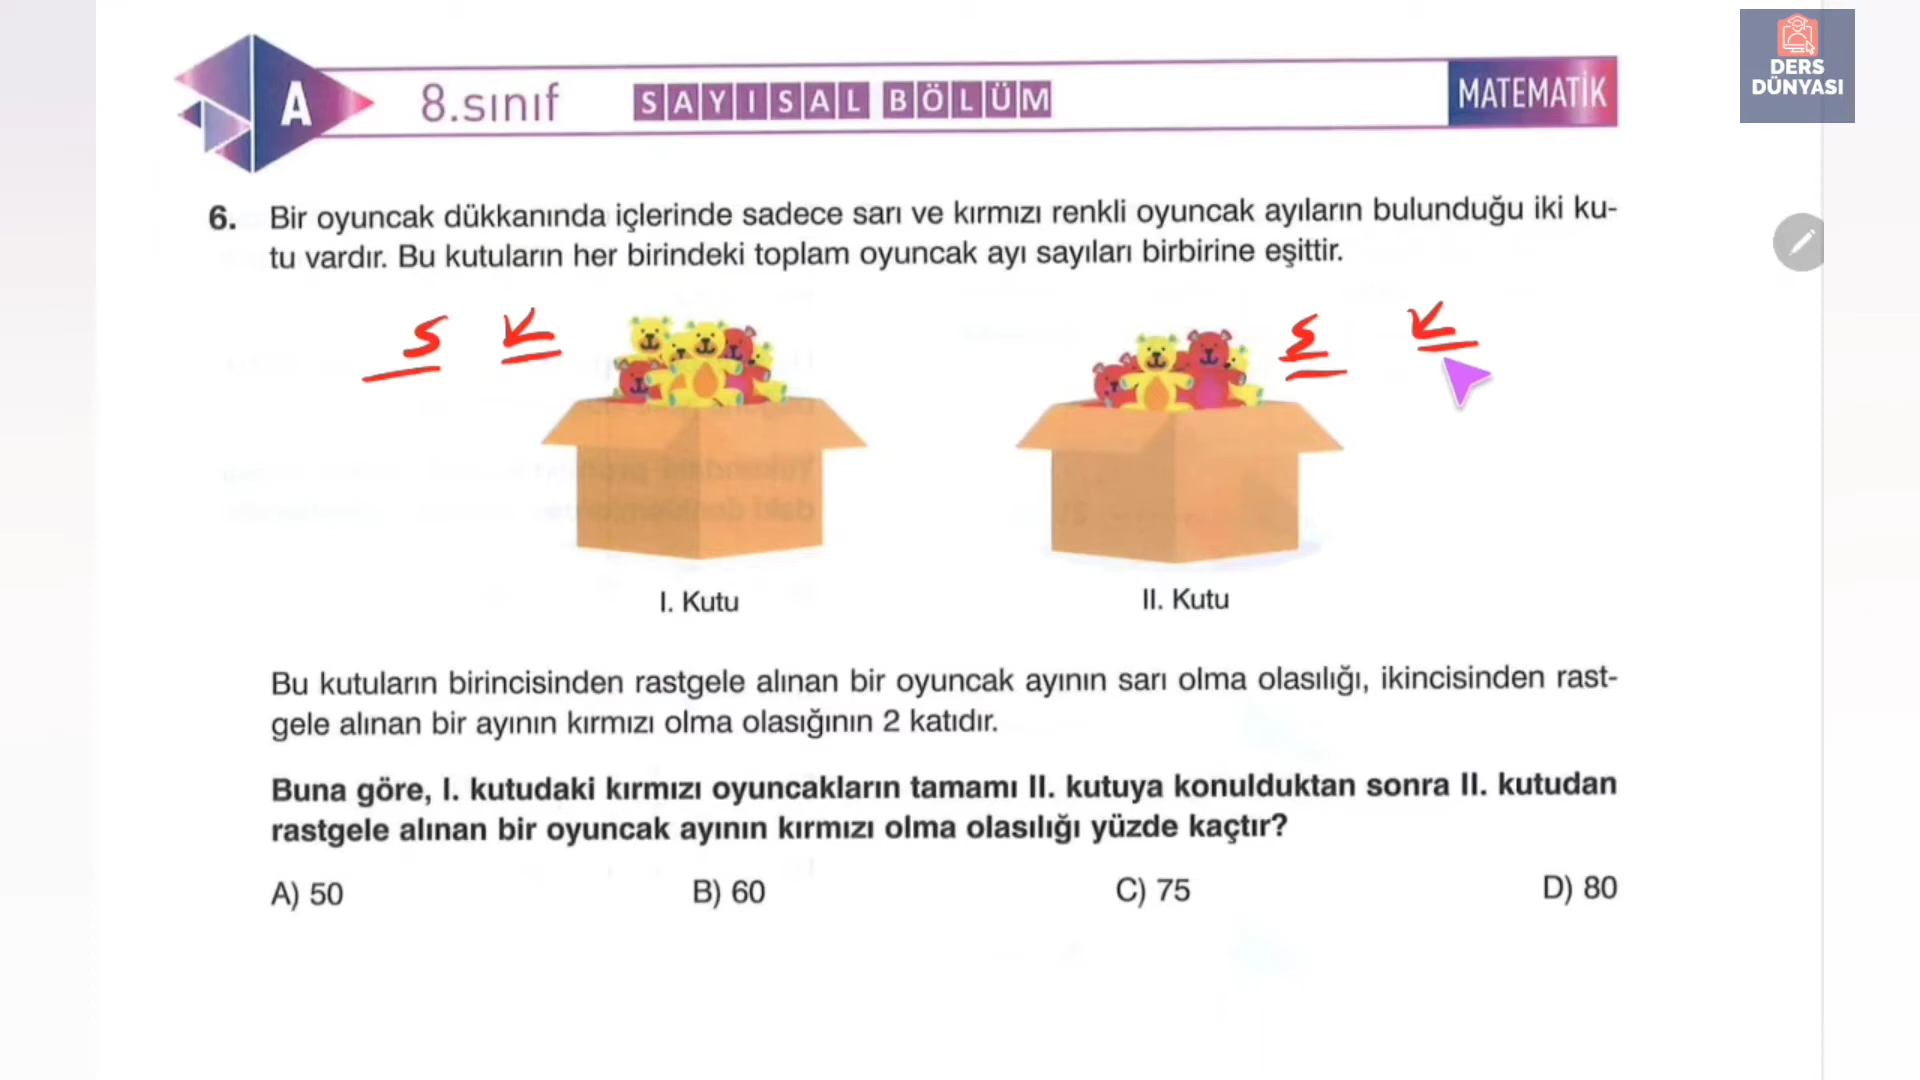 A
8.sınıf
SAYISAL BÖLÜM
MATEMATİK
DERS
DÜNYASI
6. Bir oyuncak dükkanında içlerinde sadece sarı ve kırmızı renkli oyuncak ayıların bulunduğu iki ku-
tu vardır. Bu kutuların her birindeki toplam oyuncak ayı sayıları birbirine eşittir.
S K
S K
I. Kutu
II. Kutu
Bu kutuların birincisinden rastgele alınan bir oyuncak ayının sarı olma olasılığı, ikincisinden rast-
gele alınan bir ayının kırmızı olma olasığının 2 katıdır.
Buna göre, I. kutudaki kırmızı oyuncakların tamamı II. kutuya konulduktan sonra II. kutudan
rastgele alınan bir oyuncak ayının kırmızı olma olasılığı yüzde kaçtır?
A) 50
B) 60
C) 75
D) 80